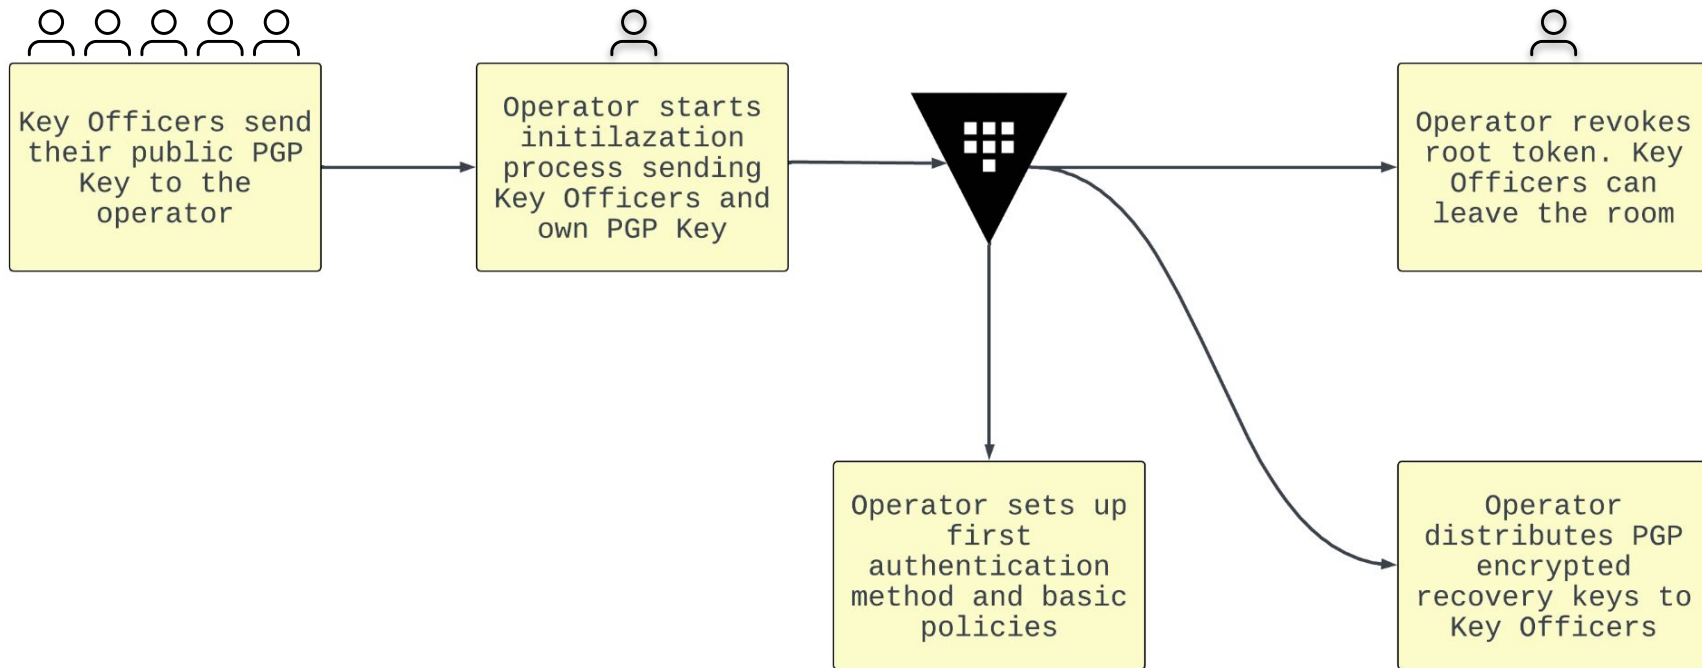 Key Officers send
their public PGP
Key to the
operator
Operator starts
initilazation
process sending
Key Officers and
own PGP Key
Operator revokes
root token. Key
Officers can
leave the room
Operator sets up
first
authentication
method and basic
policies
Operator
distributes PGP
encrypted
recovery keys to
Key Officers